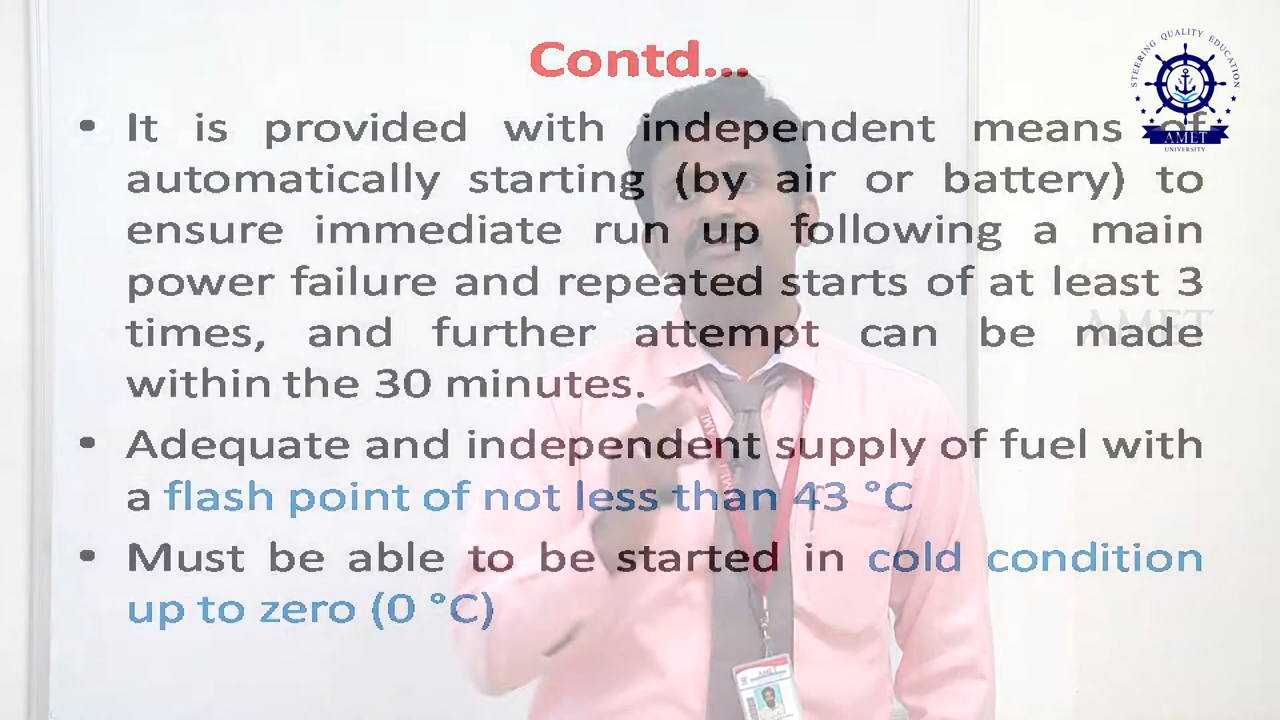 Contd...
STEERING QUALITY EDUCATION
AMET
UNIVERSITY
• It is provided with independent means of
automatically starting (by air or battery) to
ensure immediate run up following a main
power failure and repeated starts of at least 3
times, and further attempt can be made
within the 30 minutes.
• Adequate and independent supply of fuel with
a flash point of not less than 43 °C
• Must be able to be started in cold condition
up to zero (0 °C)
AMET
AMET